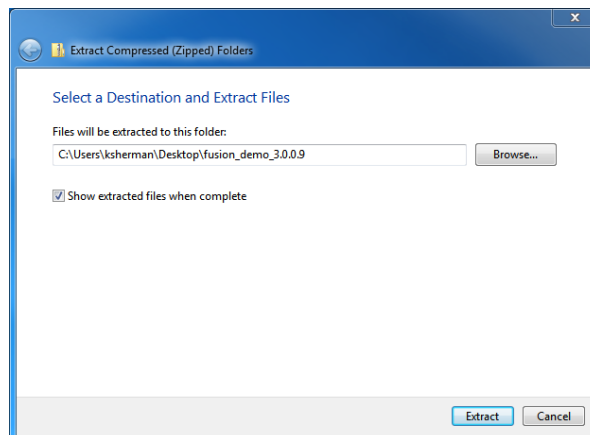 Extract Compressed (Zipped) Folders
Select a Destination and Extract Files
Files will be extracted to this folder:
C:\Users\ksherman\Desktop\fusion_demo_3.0.0.9
Browse...
Show extracted files when complete
Extract
Cancel